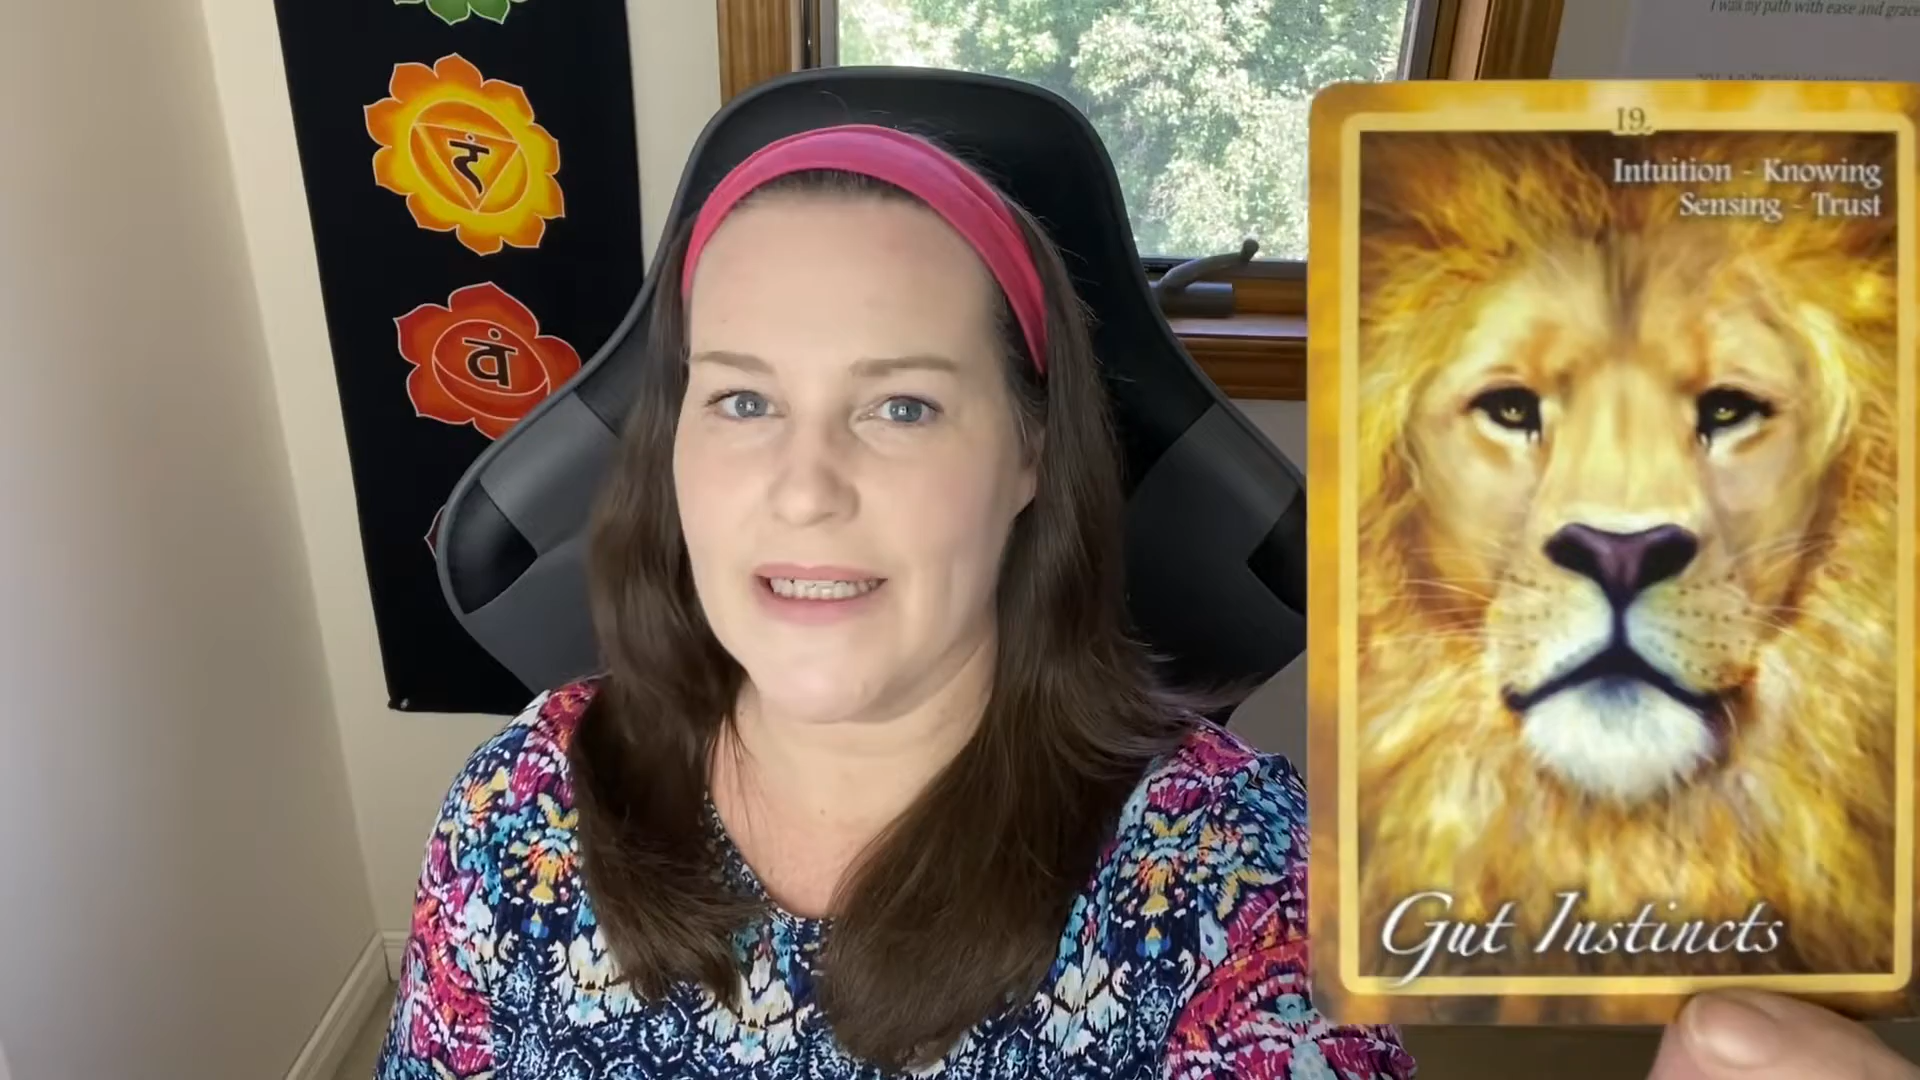 I walk my path with ease and grace
19.
Intuition - Knowing
Sensing - Trust
Gut Instincts
रं
वं